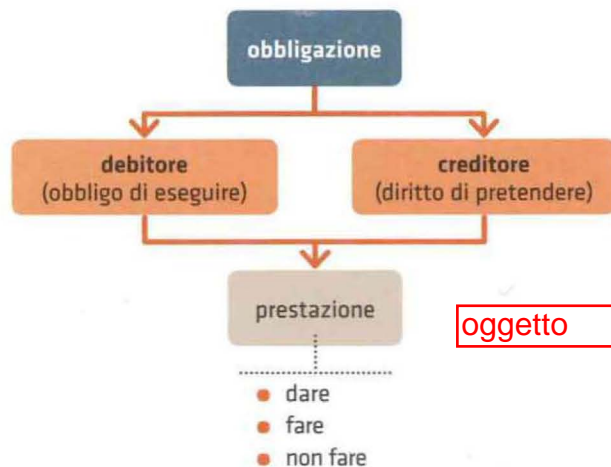 obbligazione
debitore
(obbligo di eseguire)
creditore
(diritto di pretendere)
prestazione
oggetto
dare
fare
non fare